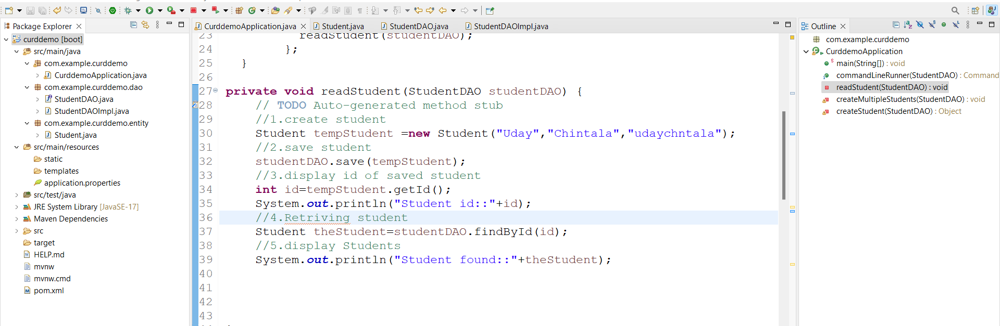 Package Explorer
curddemo [boot]
src/main/java
com.example.curddemo
CurddemoApplication.java
com.example.curddemo.dao
StudentDAO.java
StudentDAOImpl.java
com.example.curddemo.entity
Student.java
src/main/resources
static
templates
application.properties
src/test/java
JRE System Library [JavaSE-17]
Maven Dependencies
src
target
HELP.md
mvnw
mvnw.cmd
pom.xml
CurddemoApplication.java
Student.java
StudentDAO.java
StudentDAOImpl.java
23 readStudent(studentDAO);
24 };
25 }
26
27 private void readStudent(StudentDAO studentDAO) {
28 // TODO Auto-generated method stub
29 //1.create student
30 Student tempStudent =new Student("Uday","Chintala","udaychntala");
31 //2.save student
32 studentDAO.save(tempStudent);
33 //3.display id of saved student
34 int id=tempStudent.getId();
35 System.out.println("Student id::"+id);
36 //4.Retriving student
37 Student theStudent=studentDAO.findById(id);
38 //5.display Students
39 System.out.println("Student found::"+theStudent);
40
41
42
43
Outline
com.example.curddemo
CurddemoApplication
main(String[]) : void
commandLineRunner(StudentDAO) : Command
readStudent(StudentDAO) : void
createMultipleStudents(StudentDAO) : void
createStudent(StudentDAO) : Object